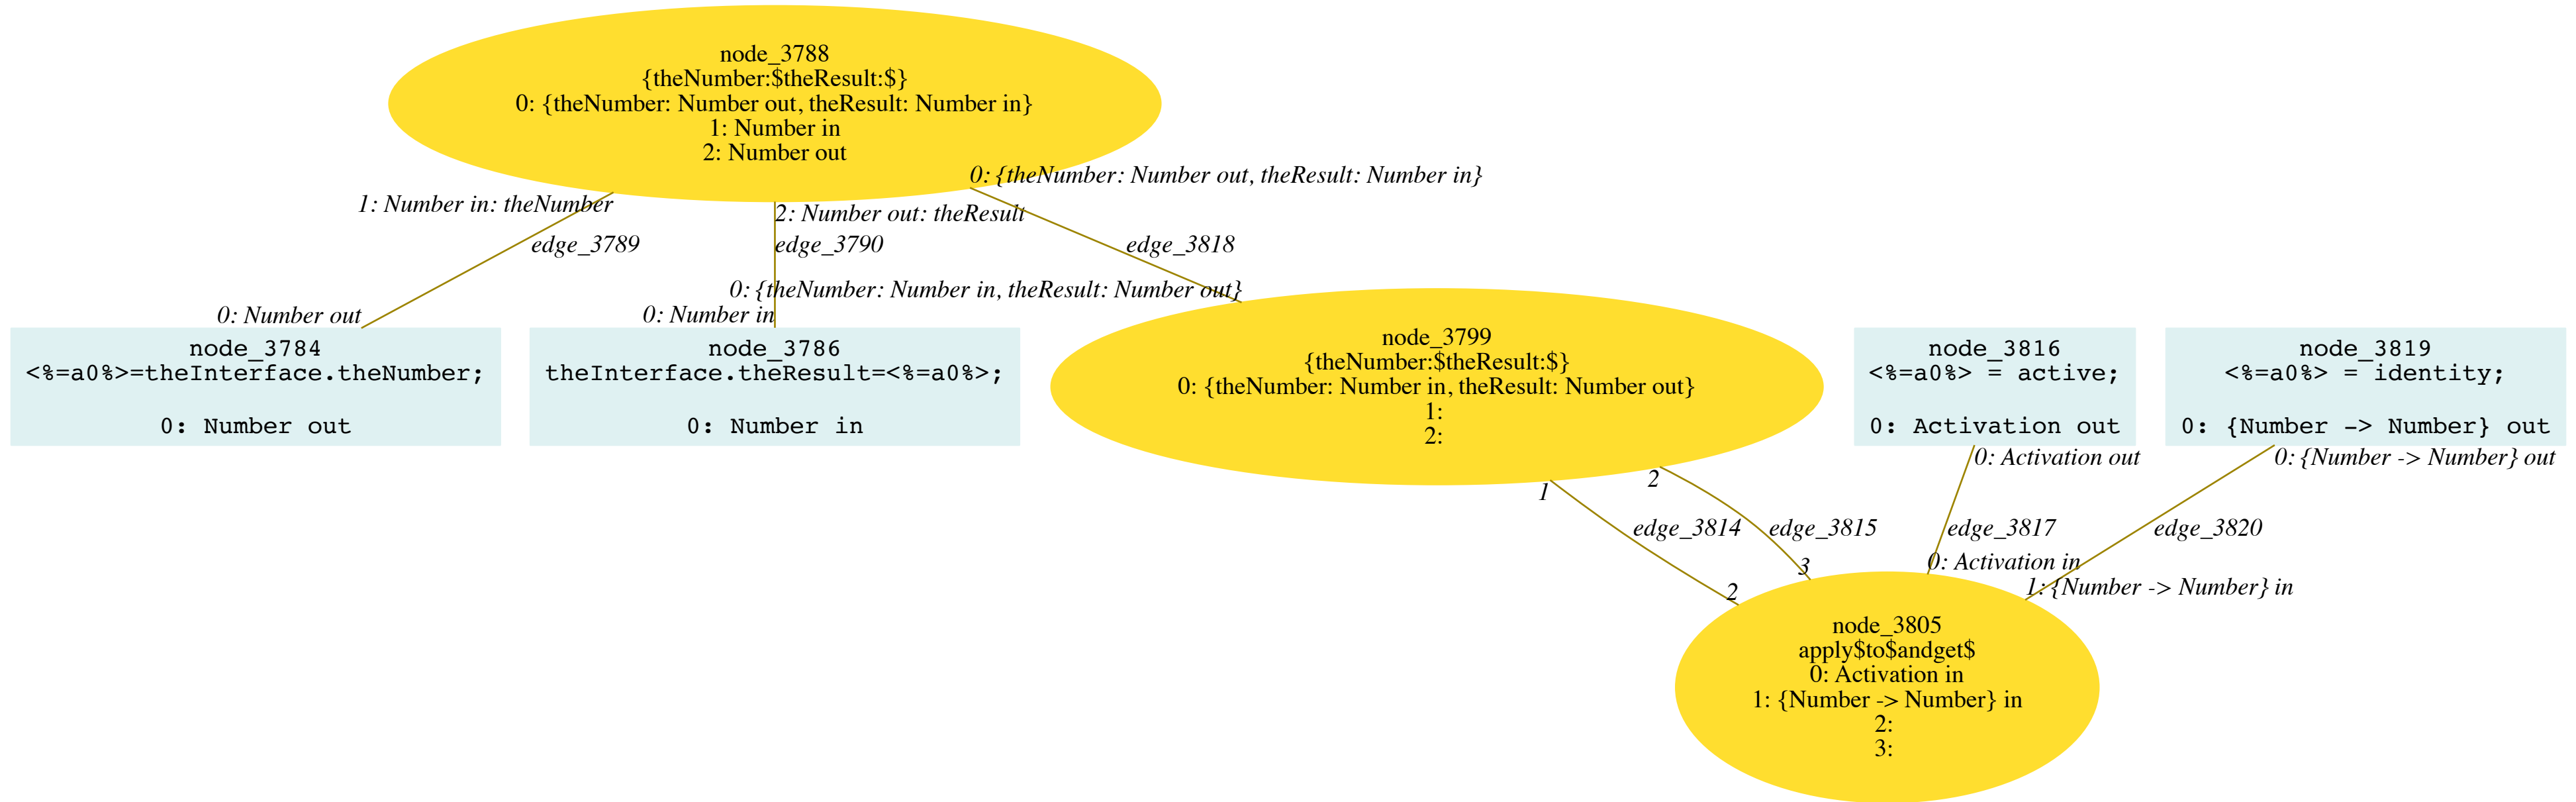 node_3788
{theNumber:$theResult:$}
0: {theNumber: Number out, theResult: Number in}
1: Number in
2: Number out
0: {theNumber: Number out, theResult: Number in}
1: Number in: theNumber
2: Number out: theResult
edge_3789
edge_3790
edge_3818
0: {theNumber: Number in, theResult: Number out}
0: Number out
0: Number in
node_3784
<%=a0%>=theInterface.theNumber;
0: Number out
node_3786
theInterface.theResult=<%=a0%>;
0: Number in
node_3799
{theNumber:$theResult:$}
0: {theNumber: Number in, theResult: Number out}
1:
2:
node_3816
<%=a0%> = active;
0: Activation out
node_3819
<%=a0%> = identity;
0: {Number -> Number} out
0: Activation out
0: {Number -> Number} out
1
2
edge_3814
edge_3815
edge_3817
edge_3820
2
3
0: Activation in
1: {Number -> Number} in
node_3805
apply$to$andget$
0: Activation in
1: {Number -> Number} in
2:
3: